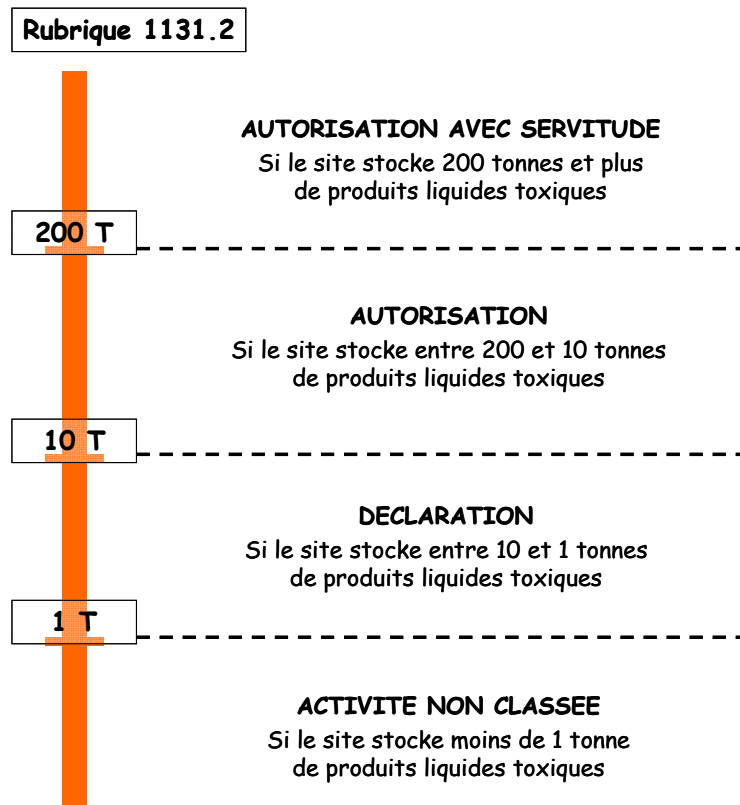 Rubrique 1131.2
AUTORISATION AVEC SERVITUDE
Si le site stocke 200 tonnes et plus
de produits liquides toxiques
200 T
AUTORISATION
Si le site stocke entre 200 et 10 tonnes
de produits liquides toxiques
10 T
DECLARATION
Si le site stocke entre 10 et 1 tonnes
de produits liquides toxiques
1 T
ACTIVITE NON CLASSEE
Si le site stocke moins de 1 tonne
de produits liquides toxiques